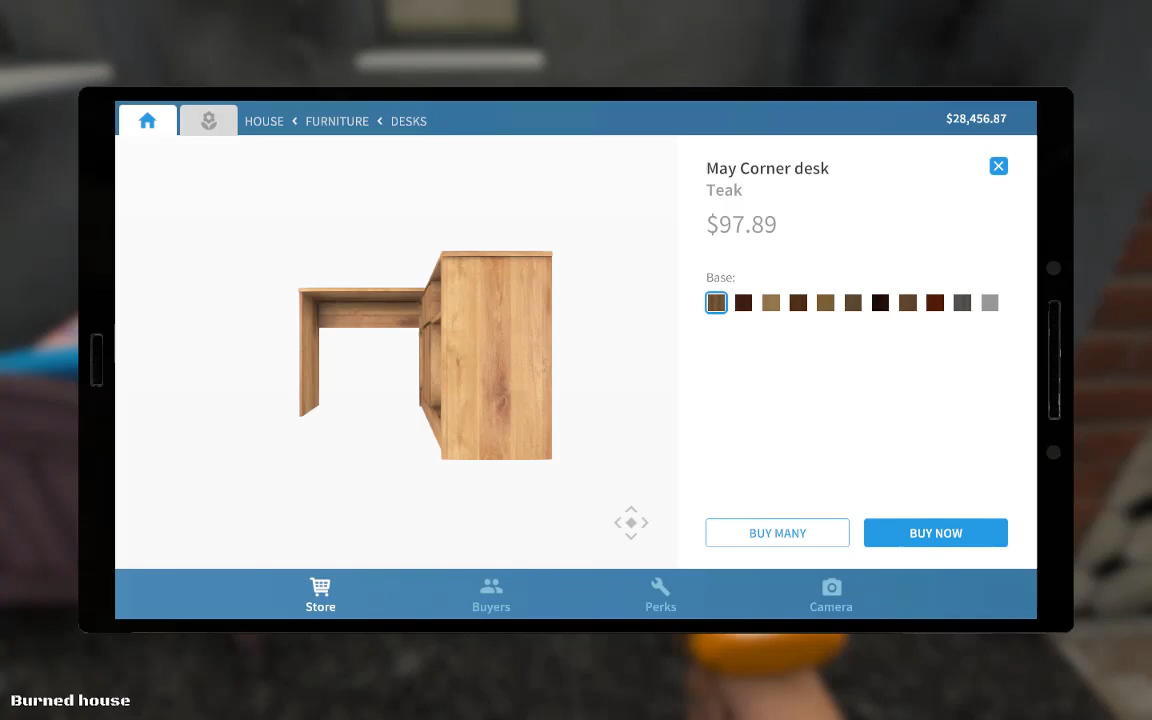 HOUSE < FURNITURE < DESKS
$28,456.87
May Corner desk
Teak
$97.89
Base:
BUY MANY
BUY NOW
Store
Buyers
Perks
Camera
Burned house